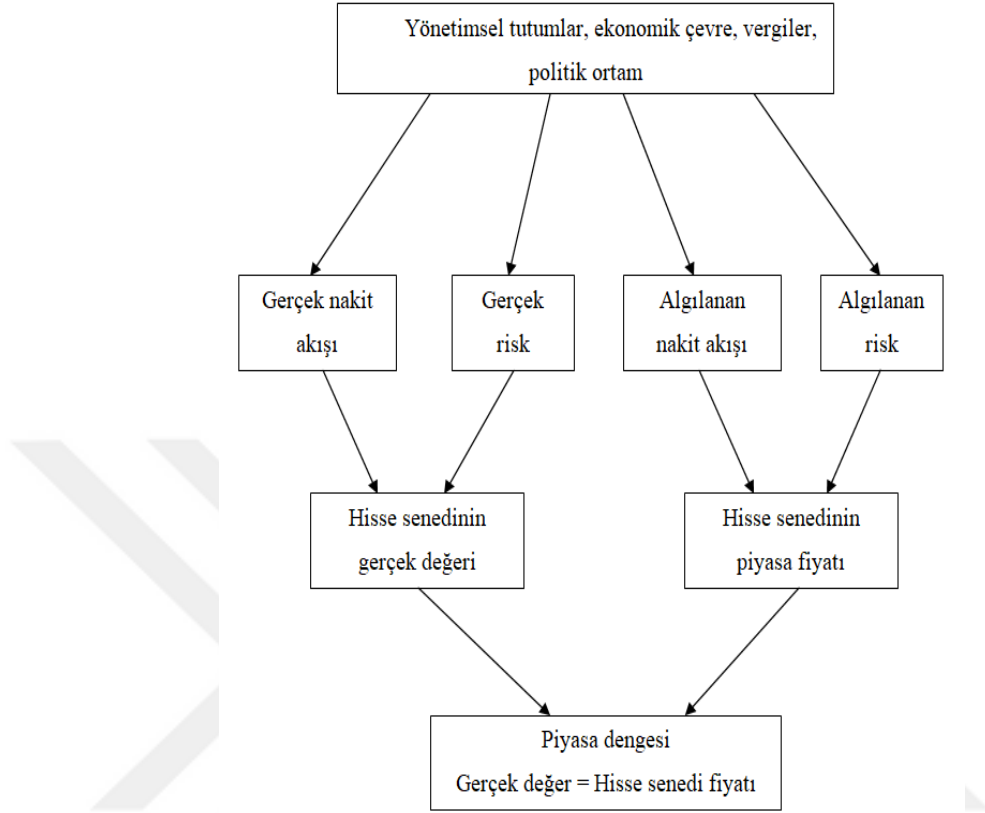 Yönetimsel tutumlar, ekonomik çevre, vergiler,
politik ortam
Gerçek nakit
akışı
Gerçek
risk
Algılanan
nakit akışı
Algılanan
risk
Hisse senedinin
gerçek değeri
Hisse senedinin
piyasa fiyatı
Piyasa dengesi
Gerçek değer = Hisse senedi fiyatı